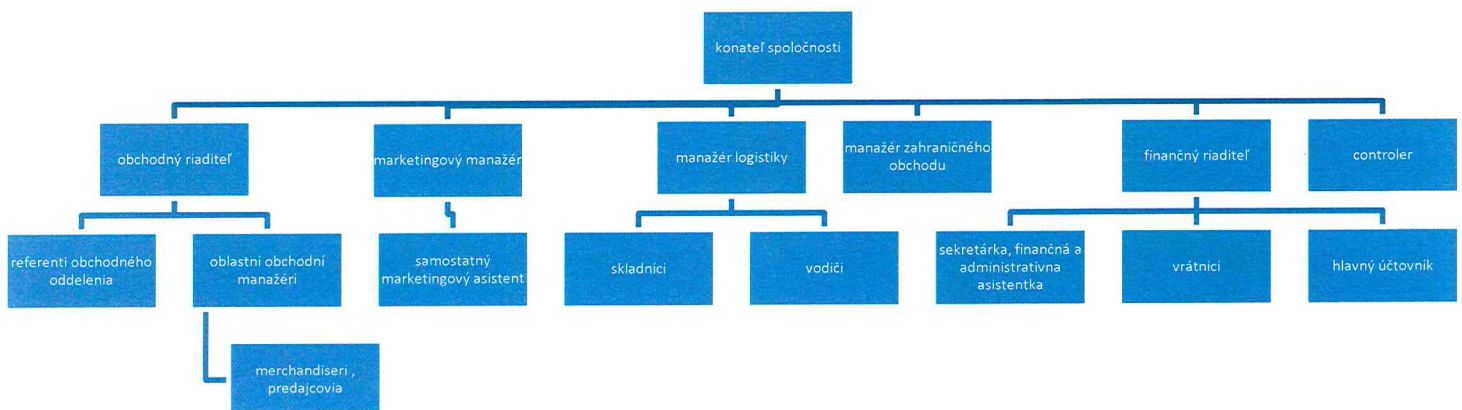 konateľ spoločnosti
obchodný riaditeľ
marketingový manažér
manažér logistiky
manažér zahraničného
obchodu
finančný riaditeľ
controler
referenti obchodného
oddelenia
oblastní obchodní
manažéri
samostatný
marketingový asistent
skladníci
vodiči
sekretárka, finančná a
administratívna
asistentka
vrátnici
hlavný účtovník
merchandiseri ,
predajcovia